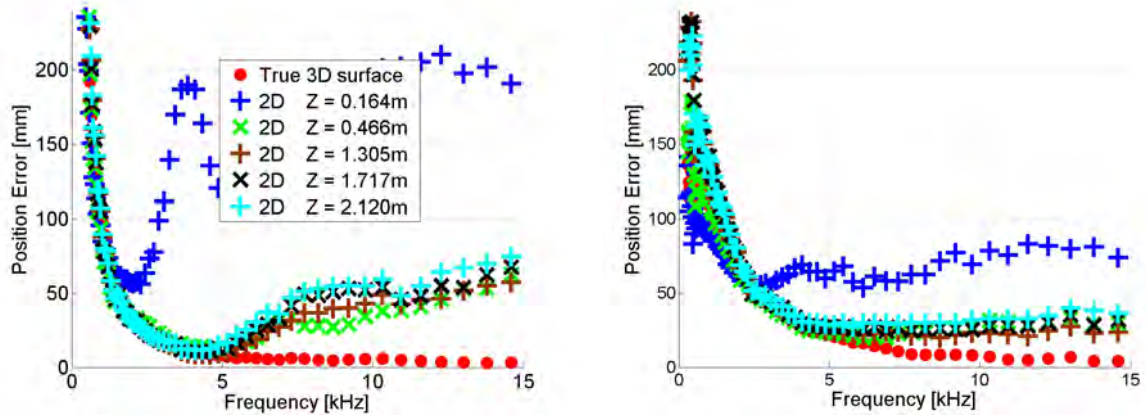 200
150
100
50
0
Position Error [mm]
True 3D surface
2D Z = 0.164m
2D Z = 0.466m
2D Z = 1.305m
2D Z = 1.717m
2D Z = 2.120m
0 5 10 15
Frequency [kHz]
200
150
100
50
0
Position Error [mm]
0 5 10 15
Frequency [kHz]